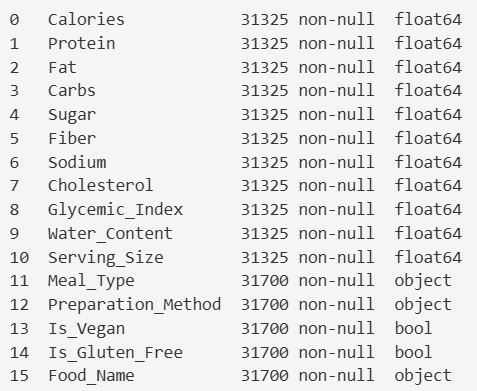 0 Calories 31325 non-null float64
1 Protein 31325 non-null float64
2 Fat 31325 non-null float64
3 Carbs 31325 non-null float64
4 Sugar 31325 non-null float64
5 Fiber 31325 non-null float64
6 Sodium 31325 non-null float64
7 Cholesterol 31325 non-null float64
8 Glycemic_Index 31325 non-null float64
9 Water_Content 31325 non-null float64
10 Serving_Size 31325 non-null float64
11 Meal_Type 31700 non-null object
12 Preparation_Method 31700 non-null object
13 Is_Vegan 31700 non-null bool
14 Is_Gluten_Free 31700 non-null bool
15 Food_Name 31700 non-null object